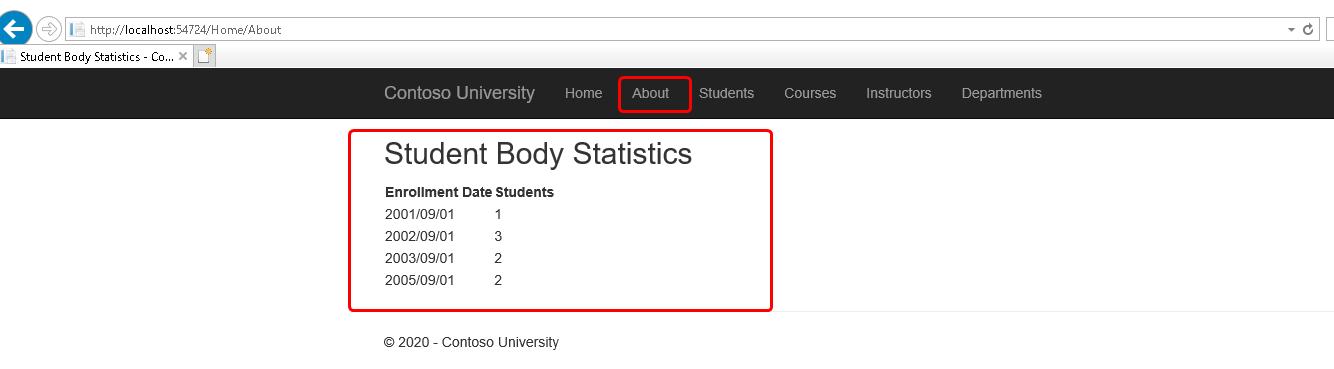 http://localhost:54724/Home/About
Student Body Statistics - Co...
Contoso University Home About Students Courses Instructors Departments
Student Body Statistics
Enrollment Date Students
2001/09/01 1
2002/09/01 3
2003/09/01 2
2005/09/01 2
© 2020 - Contoso University